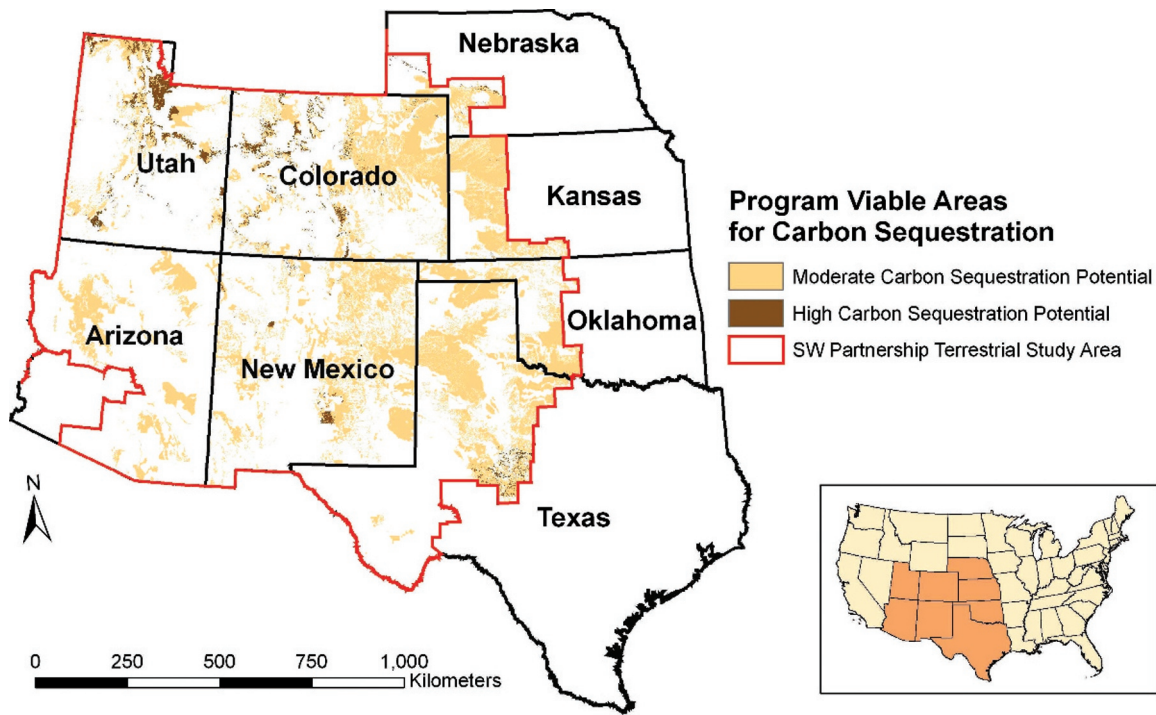 Nebraska
Utah
Colorado
Kansas
Arizona
New Mexico
Oklahoma
Texas
Program Viable Areas
for Carbon Sequestration
Moderate Carbon Sequestration Potential
High Carbon Sequestration Potential
SW Partnership Terrestrial Study Area
N
0 250 500 750 1,000
Kilometers